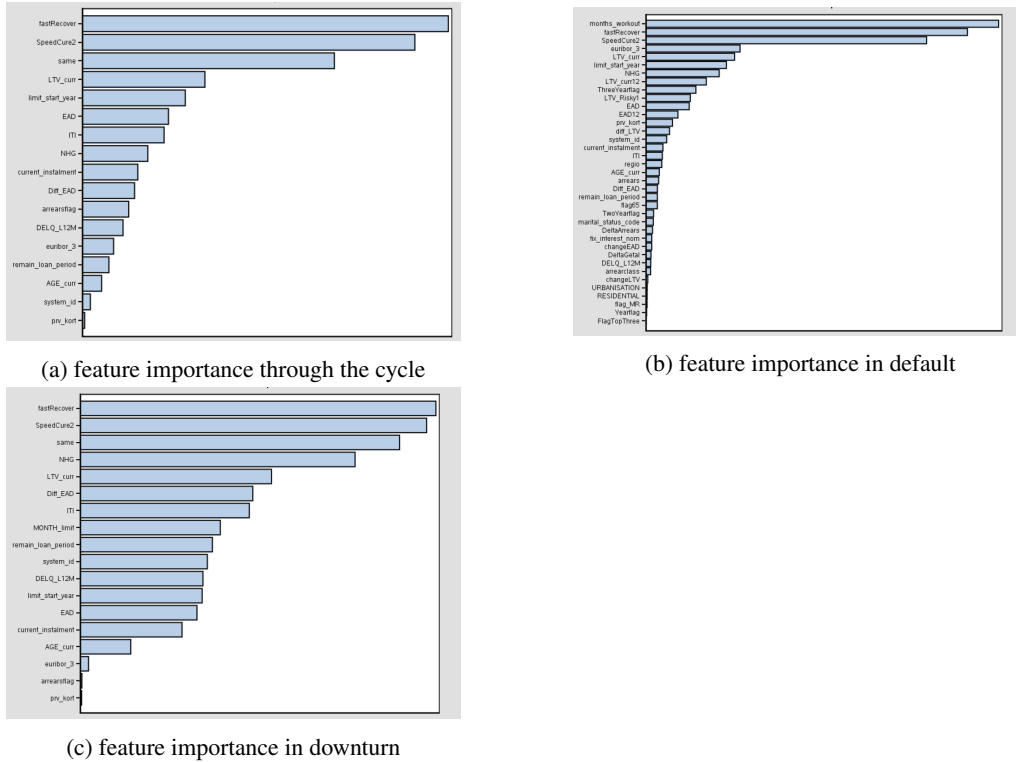 fastRecover
SpeedCure2
same
LTV_curr
limit_start_year
EAD
ITI
NHG
current_instalment
Diff_EAD
arrearsflag
DELQ_L12M
euribor_3
remain_loan_period
AGE_curr
system_id
prv_kort
(a) feature importance through the cycle
months_workout
fastRecover
SpeedCure2
euribor_3
LTV_curr
limit_start_year
NHG
LTV_curr12
ThreeYearflag
LTV_Risky1
EAD
EAD12
prv_kort
diff_LTV
system_id
current_instalment
ITI
regio
AGE_curr
arrears
Diff_EAD
remain_loan_period
flag65
TwoYearflag
marital_status_code
DeltaArrears
fix_interest_nom
changeEAD
DeltaGetal
DELQ_L12M
arrearclass
changeLTV
URBANISATION
RESIDENTIAL
flag_MR
Yearflag
FlagTopThree
(b) feature importance in default
fastRecover
SpeedCure2
same
NHG
LTV_curr
Diff_EAD
ITI
MONTH_limit
remain_loan_period
system_id
DELQ_L12M
limit_start_year
EAD
current_instalment
AGE_curr
euribor_3
arrearsflag
prv_kort
(c) feature importance in downturn